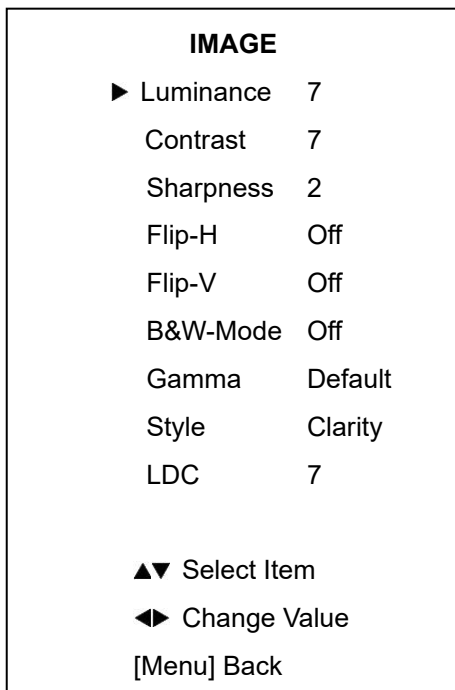 IMAGE
▶ Luminance 7
Contrast 7
Sharpness 2
Flip-H Off
Flip-V Off
B&W-Mode Off
Gamma Default
Style Clarity
LDC 7
▲▼ Select Item
◀▶ Change Value
[Menu] Back